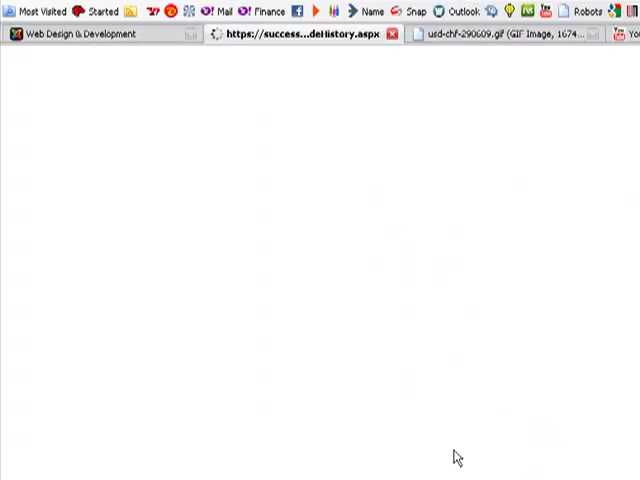 Most Visited Started Mail Finance Name Snap Outlook Robots
Web Design & Development https://success...deHistory.aspx usd-chf-290609.gif (GIF Image, 1674... Yo